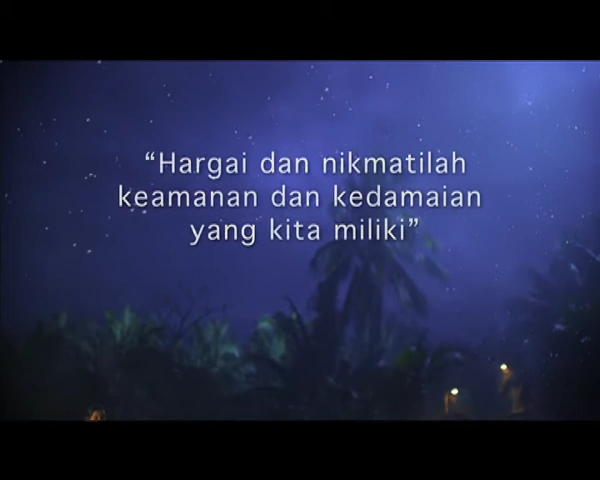 “Hargai dan nikmatilah
keamanan dan kedamaian
yang kita miliki”